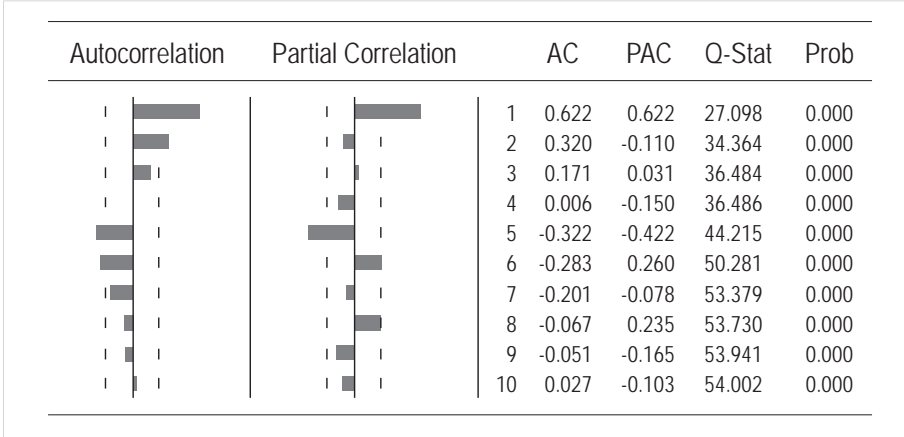 Autocorrelation Partial Correlation AC PAC Q-Stat Prob
1 0.622 0.622 27.098 0.000
2 0.320 -0.110 34.364 0.000
3 0.171 0.031 36.484 0.000
4 0.006 -0.150 36.486 0.000
5 -0.322 -0.422 44.215 0.000
6 -0.283 0.260 50.281 0.000
7 -0.201 -0.078 53.379 0.000
8 -0.067 0.235 53.730 0.000
9 -0.051 -0.165 53.941 0.000
10 0.027 -0.103 54.002 0.000